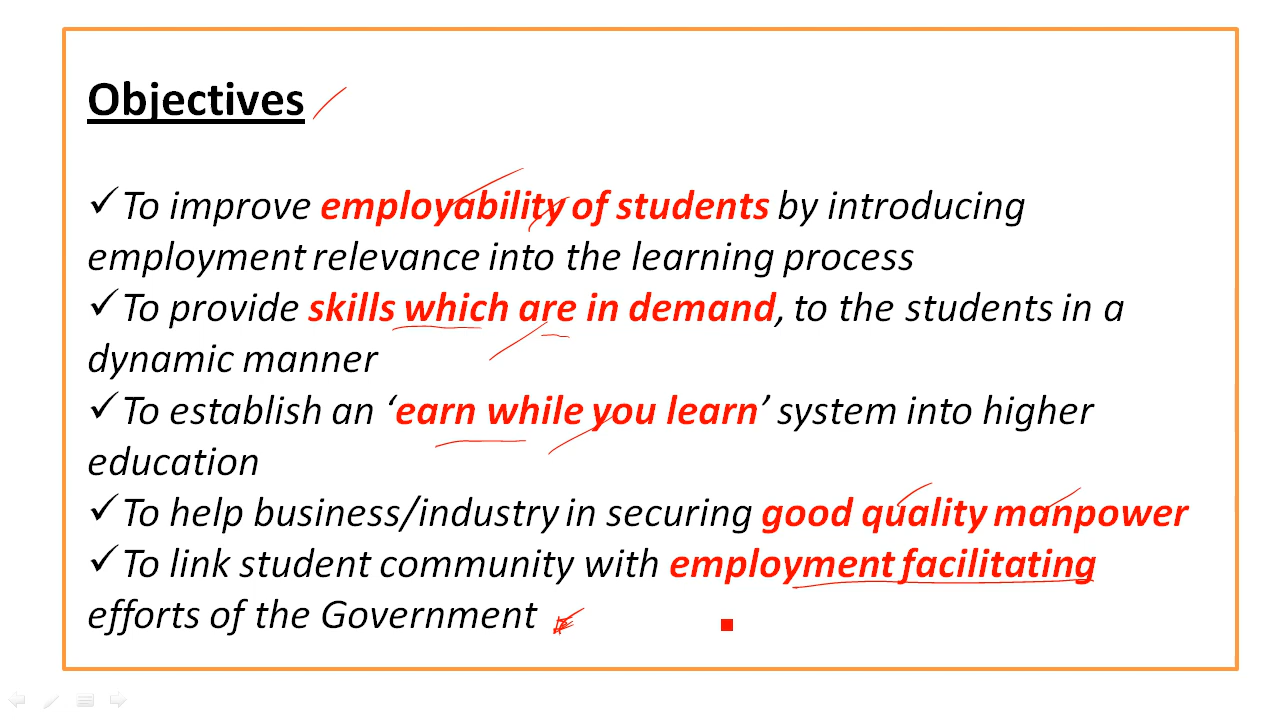 Objectives
✓To improve employability of students by introducing
employment relevance into the learning process
✓To provide skills which are in demand, to the students in a
dynamic manner
✓To establish an ‘earn while you learn’ system into higher
education
✓To help business/industry in securing good quality manpower
✓To link student community with employment facilitating
efforts of the Government